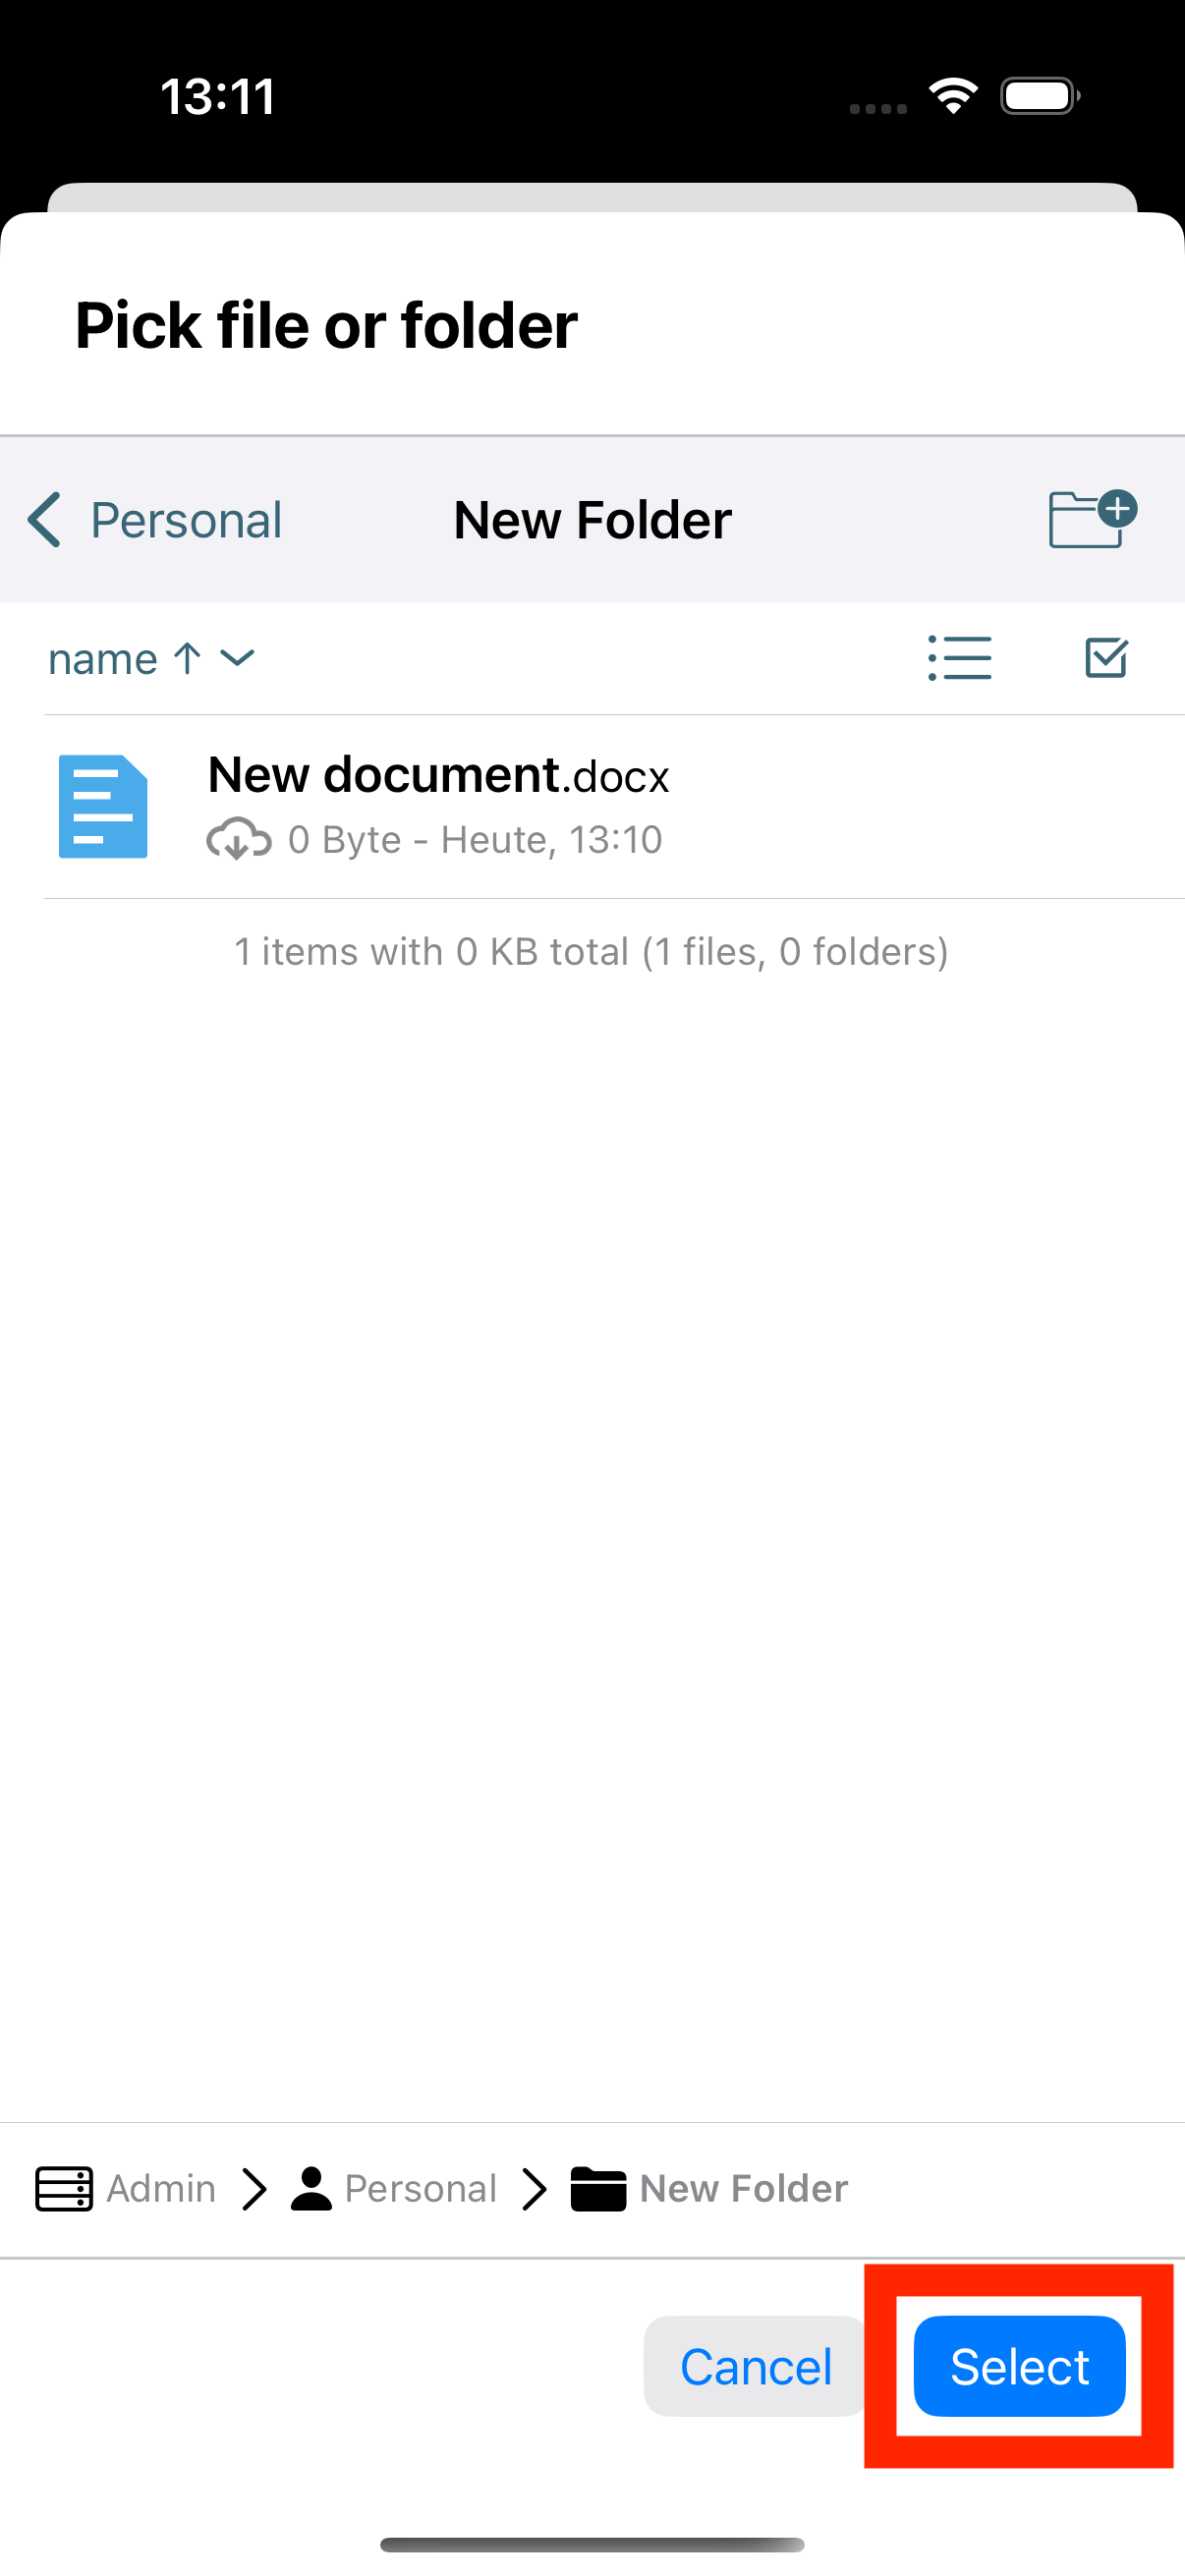 13:11
Pick file or folder
Personal New Folder
name
New document.docx
0 Byte - Heute, 13:10
1 items with 0 KB total (1 files, 0 folders)
Admin Personal New Folder
Cancel Select